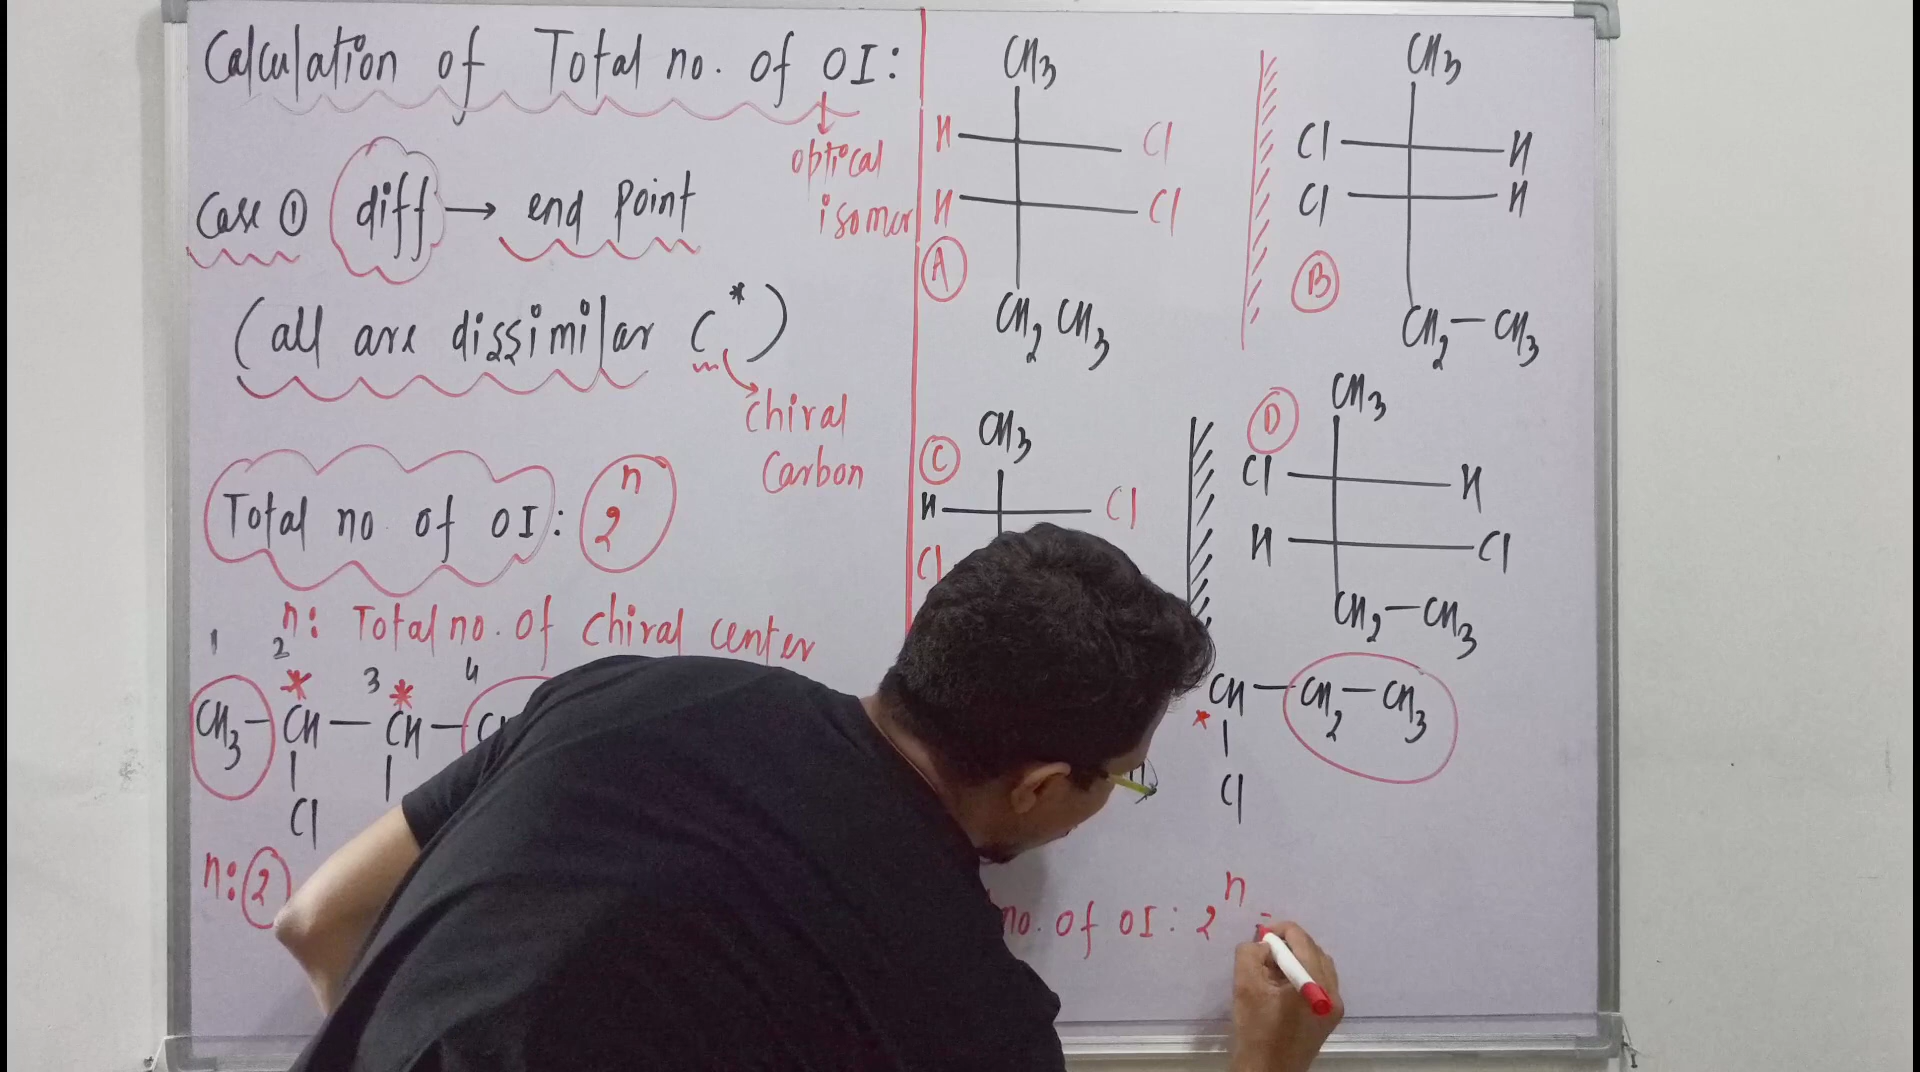 Calculation of Total no. of OI:
optical
isomer
Case ① diff → end point
(all are dissimilar C*)
chiral
carbon
Total no. of OI: 2ⁿ
n: Total no. of chiral center
1 2 3 4
* *
CH₃—CH—CH—C
Cl
n: 2
CH₃
H Cl
H Cl
A
CH₂ CH₃
CH₃
Cl H
Cl H
B
CH₂—CH₃
C
CH₃
H Cl
Cl
D
CH₃
Cl H
H Cl
CH₂—CH₃
CH—CH₂—CH₃
*
Cl
no. of OI: 2ⁿ =